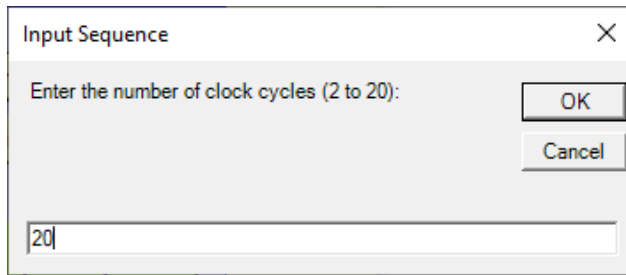 Input Sequence
Enter the number of clock cycles (2 to 20):
OK
Cancel
20